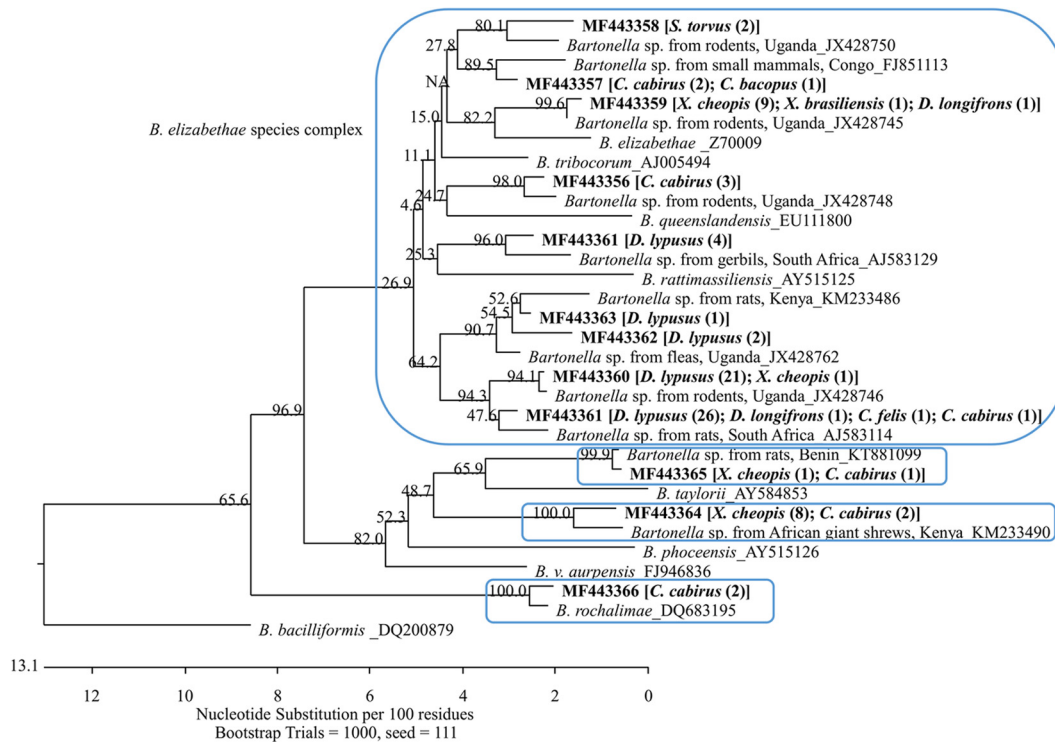 80.1
MF443358 [S. torvus (2)]
27.8
Bartonella sp. from rodents, Uganda_JX428750
89.5
Bartonella sp. from small mammals, Congo_FJ851113
NA
MF443357 [C. cabirus (2); C. bacopus (1)]
99.6
MF443359 [X. cheopis (9); X. brasiliensis (1); D. longifrons (1)]
15.0
82.2
Bartonella sp. from rodents, Uganda_JX428745
B. elizabethae species complex
B. elizabethae _Z70009
11.1
B. tribocorum_AJ005494
98.0
MF443356 [C. cabirus (3)]
24.7
Bartonella sp. from rodents, Uganda_JX428748
4.6
B. queenslandensis_EU111800
96.0
MF443361 [D. lypusus (4)]
25.3
Bartonella sp. from gerbils, South Africa_AJ583129
B. rattimassiliensis_AY515125
26.9
52.6
Bartonella sp. from rats, Kenya_KM233486
54.5
MF443363 [D. lypusus (1)]
90.7
MF443362 [D. lypusus (2)]
Bartonella sp. from fleas, Uganda_JX428762
64.2
94.1
MF443360 [D. lypusus (21); X. cheopis (1)]
94.3
Bartonella sp. from rodents, Uganda_JX428746
47.6
MF443361 [D. lypusus (26); D. longifrons (1); C. felis (1); C. cabirus (1)]
96.9
Bartonella sp. from rats, South Africa_AJ583114
99.9
Bartonella sp. from rats, Benin_KT881099
65.9
MF443365 [X. cheopis (1); C. cabirus (1)]
48.7
B. taylorii_AY584853
65.6
100.0
MF443364 [X. cheopis (8); C. cabirus (2)]
52.3
Bartonella sp. from African giant shrews, Kenya_KM233490
82.0
B. phoceensis_AY515126
B. v. aurpensis_FJ946836
100.0
MF443366 [C. cabirus (2)]
B. rochalimae_DQ683195
B. bacilliformis _DQ200879
13.1
12 10 8 6 4 2 0
Nucleotide Substitution per 100 residues
Bootstrap Trials = 1000, seed = 111